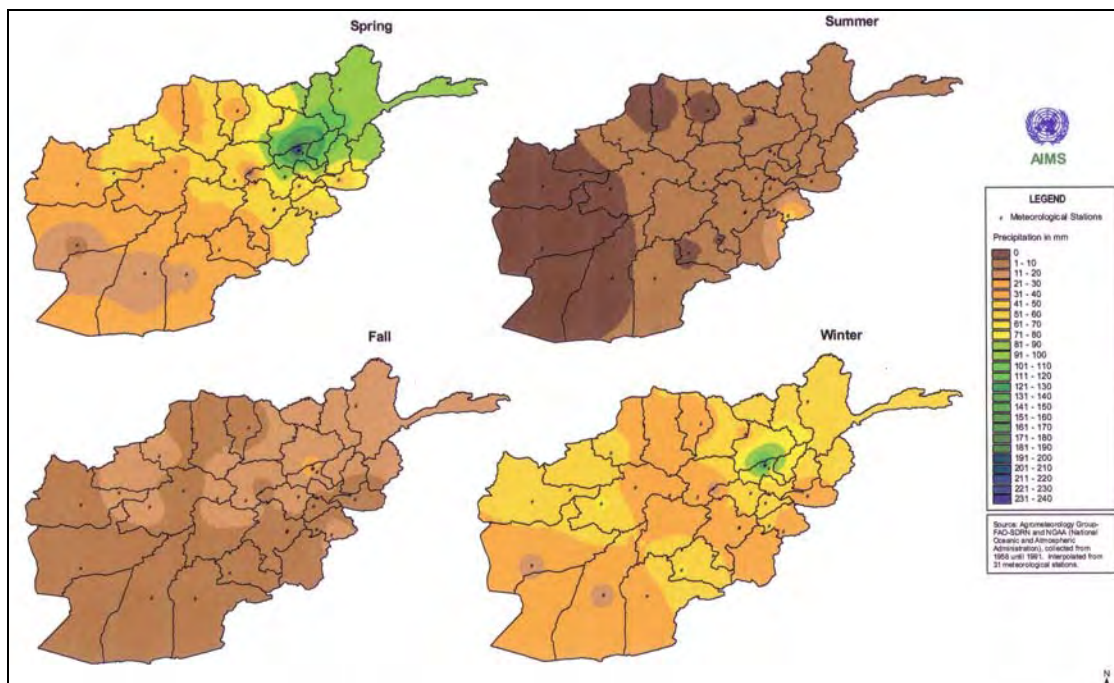 Spring
Summer
AIMS
LEGEND
Meteorological Stations
Precipitation in mm
0
1 - 10
11 - 20
21 - 30
31 - 40
41 - 50
51 - 60
61 - 70
71 - 80
81 - 90
91 - 100
101 - 110
111 - 120
121 - 130
131 - 140
141 - 150
151 - 160
161 - 170
171 - 180
181 - 190
191 - 200
201 - 210
211 - 220
221 - 230
231 - 240
Fall
Winter
Source: Agrometeorology Group-
FAO-SDRN and NOAA (National
Oceanic and Atmospheric
Administration), collected from
1958 until 1991. Interpolated from
31 meteorological stations.
N